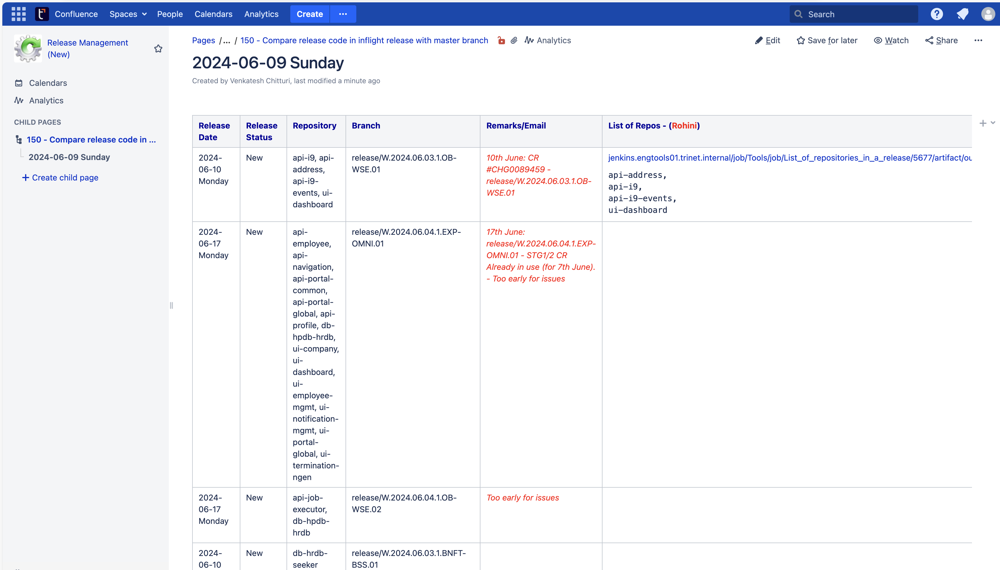 Confluence Spaces People Calendars Analytics Create ... Search
Release Management
(New)
Calendars
Analytics
CHILD PAGES
150 - Compare release code in ...
2024-06-09 Sunday
+ Create child page
Pages /... / 150 - Compare release code in inflight release with master branch Analytics
Edit Save for later Watch Share ...
2024-06-09 Sunday
Created by Venkatesh Chitturi, last modified a minute ago
Release
Date
Release
Status
Repository
Branch
Remarks/Email
List of Repos - (Rohini)
2024-
06-10
Monday
New
api-i9, api-
address,
api-i9-
events, ui-
dashboard
release/W.2024.06.03.1.OB-
WSE.01
10th June: CR
#CHG0089459 -
release/W.2024.06.03.1.OB-
WSE.01
jenkins.engtools01.trinet.internal/job/Tools/job/List_of_repositories_in_a_release/5677/artifact/ou
api-address,
api-i9,
api-i9-events,
ui-dashboard
2024-
06-17
Monday
New
api-
employee,
api-
navigation,
api-portal-
common,
api-portal-
global, api-
profile, db-
hpdb-hrdb,
ui-company,
ui-
dashboard,
ui-
employee-
mgmt, ui-
notification-
mgmt, ui-
portal-
global, ui-
termination-
ngen
release/W.2024.06.04.1.EXP-
OMNI.01
17th June:
release/W.2024.06.04.1.EXP-
OMNI.01 - STG1/2 CR
Already in use (for 7th June).
- Too early for issues
2024-
06-17
Monday
New
api-job-
executor,
db-hpdb-
hrdb
release/W.2024.06.04.1.OB-
WSE.02
Too early for issues
2024-
06-10
New
db-hrdb-
seeker
release/W.2024.06.03.1.BNFT-
BSS.01